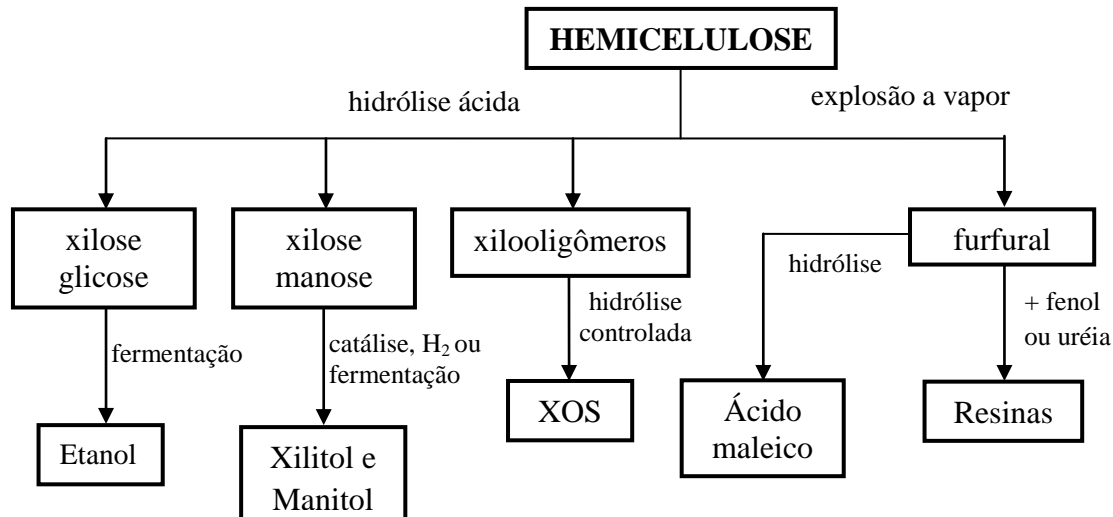 HEMICELULOSE
hidrólise ácida
explosão a vapor
xilose
glicose
xilose
manose
xilooligômeros
furfural
fermentação
catálise, H₂ ou
fermentação
hidrólise
controlada
hidrólise
+ fenol
ou uréia
Etanol
Xilitol e
Manitol
XOS
Ácido
maleico
Resinas